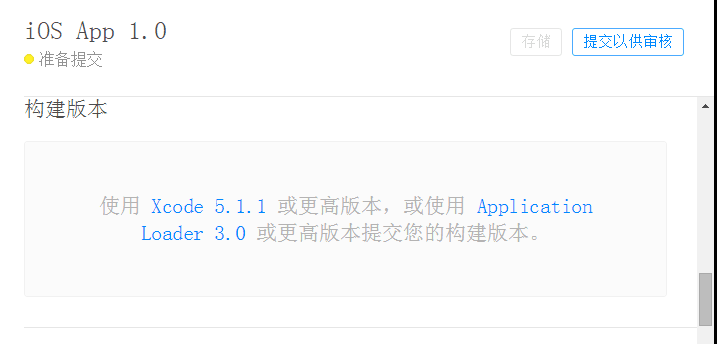 iOS App 1.0
准备提交
存储
提交以供审核
构建版本
使用 Xcode 5.1.1 或更高版本，或使用 Application
Loader 3.0 或更高版本提交您的构建版本。